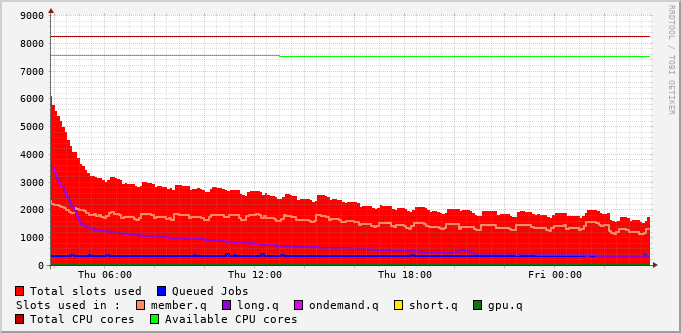 9000
8000
7000
6000
5000
4000
3000
2000
1000
0
Thu 06:00 Thu 12:00 Thu 18:00 Fri 00:00
RRDTOOL / TOBI OETIKER
Total slots used Queued Jobs
Slots used in : member.q long.q ondemand.q short.q gpu.q
Total CPU cores Available CPU cores